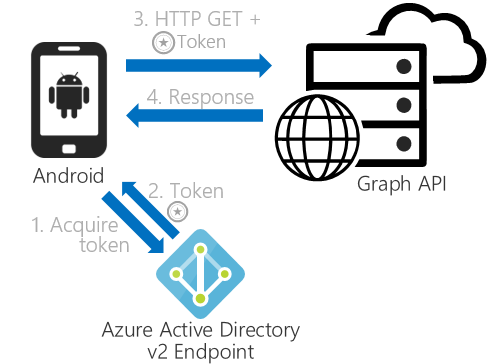 3. HTTP GET +
Token
4. Response
Android
Graph API
2. Token
1. Acquire
token
Azure Active Directory
v2 Endpoint